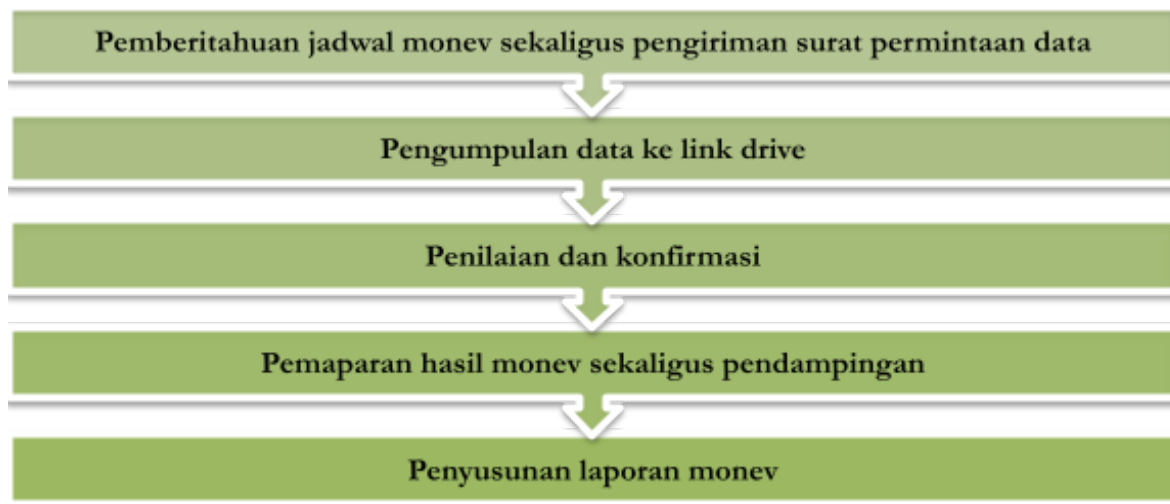 Pemberitahuan jadwal monev sekaligus pengiriman surat permintaan data
Pengumpulan data ke link drive
Penilaian dan konfirmasi
Pemaparan hasil monev sekaligus pendampingan
Penyusunan laporan monev